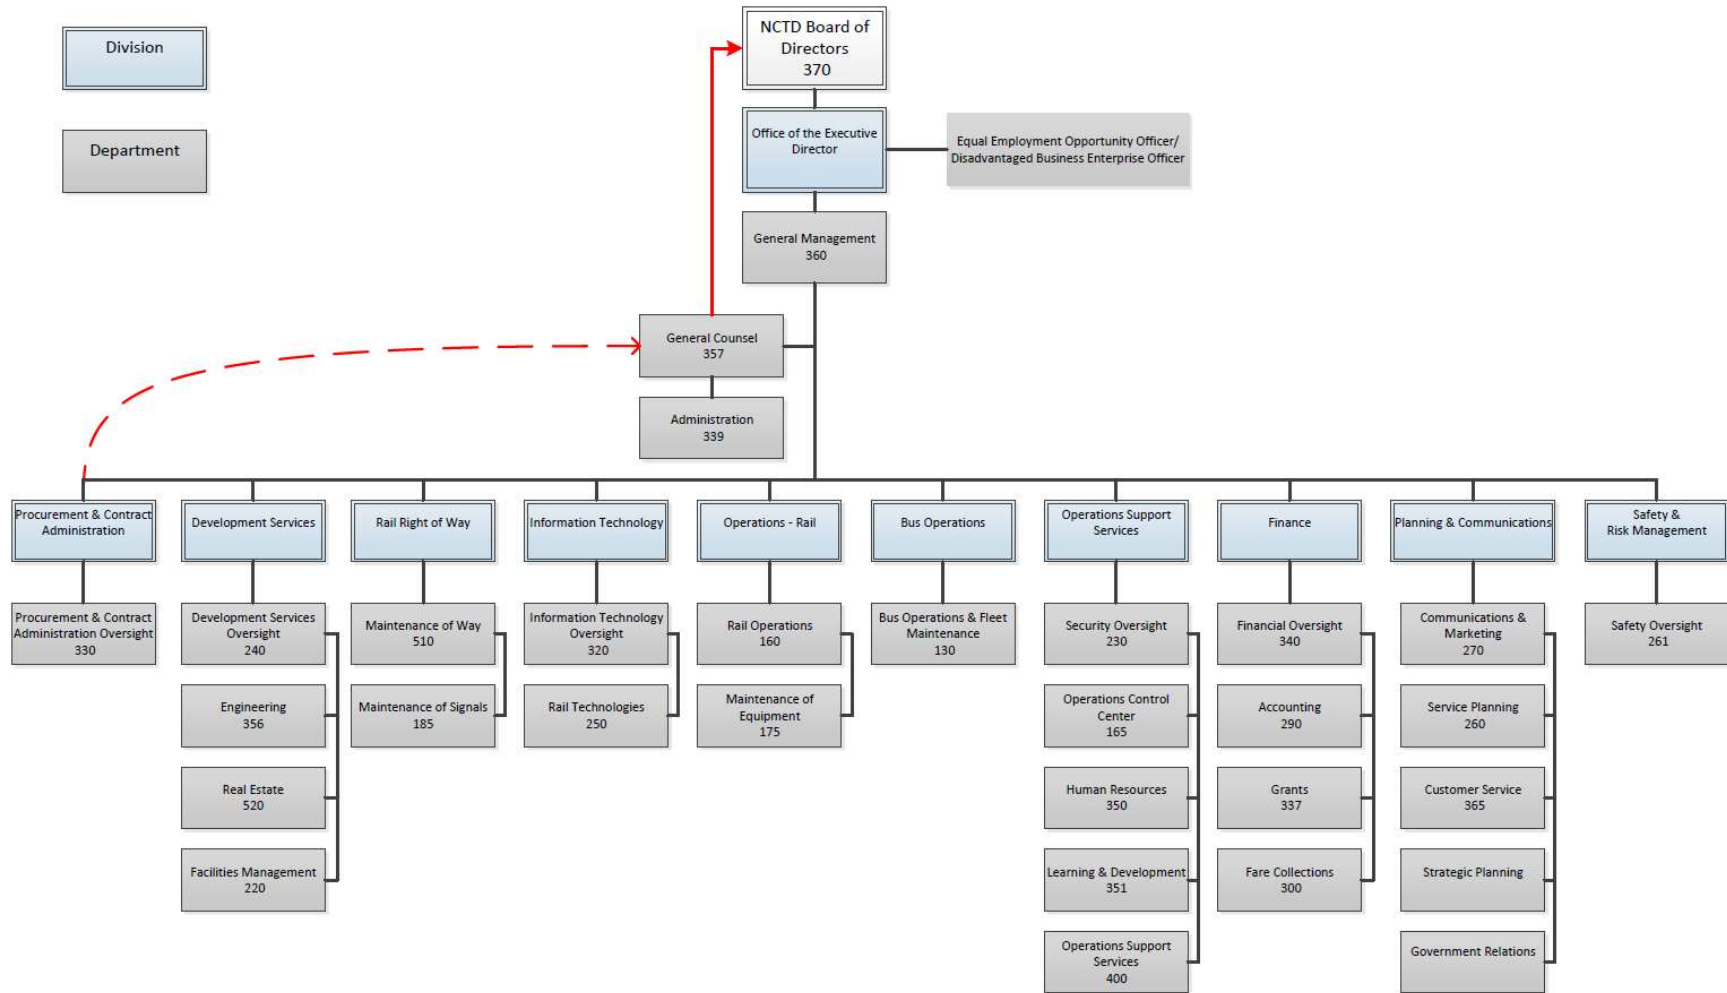 Division
Department
NCTD Board of
Directors
370
Office of the Executive
Director
Equal Employment Opportunity Officer/
Disadvantaged Business Enterprise Officer
General Management
360
General Counsel
357
Administration
339
Procurement & Contract
Administration
Procurement & Contract
Administration Oversight
330
Development Services
Development Services
Oversight
240
Engineering
356
Real Estate
520
Facilities Management
220
Rail Right of Way
Maintenance of Way
510
Maintenance of Signals
185
Information Technology
Information Technology
Oversight
320
Rail Technologies
250
Operations - Rail
Rail Operations
160
Maintenance of
Equipment
175
Bus Operations
Bus Operations & Fleet
Maintenance
130
Operations Support
Services
Security Oversight
230
Operations Control
Center
165
Human Resources
350
Learning & Development
351
Operations Support
Services
400
Finance
Financial Oversight
340
Accounting
290
Grants
337
Fare Collections
300
Planning & Communications
Communications &
Marketing
270
Service Planning
260
Customer Service
365
Strategic Planning
Government Relations
Safety &
Risk Management
Safety Oversight
261